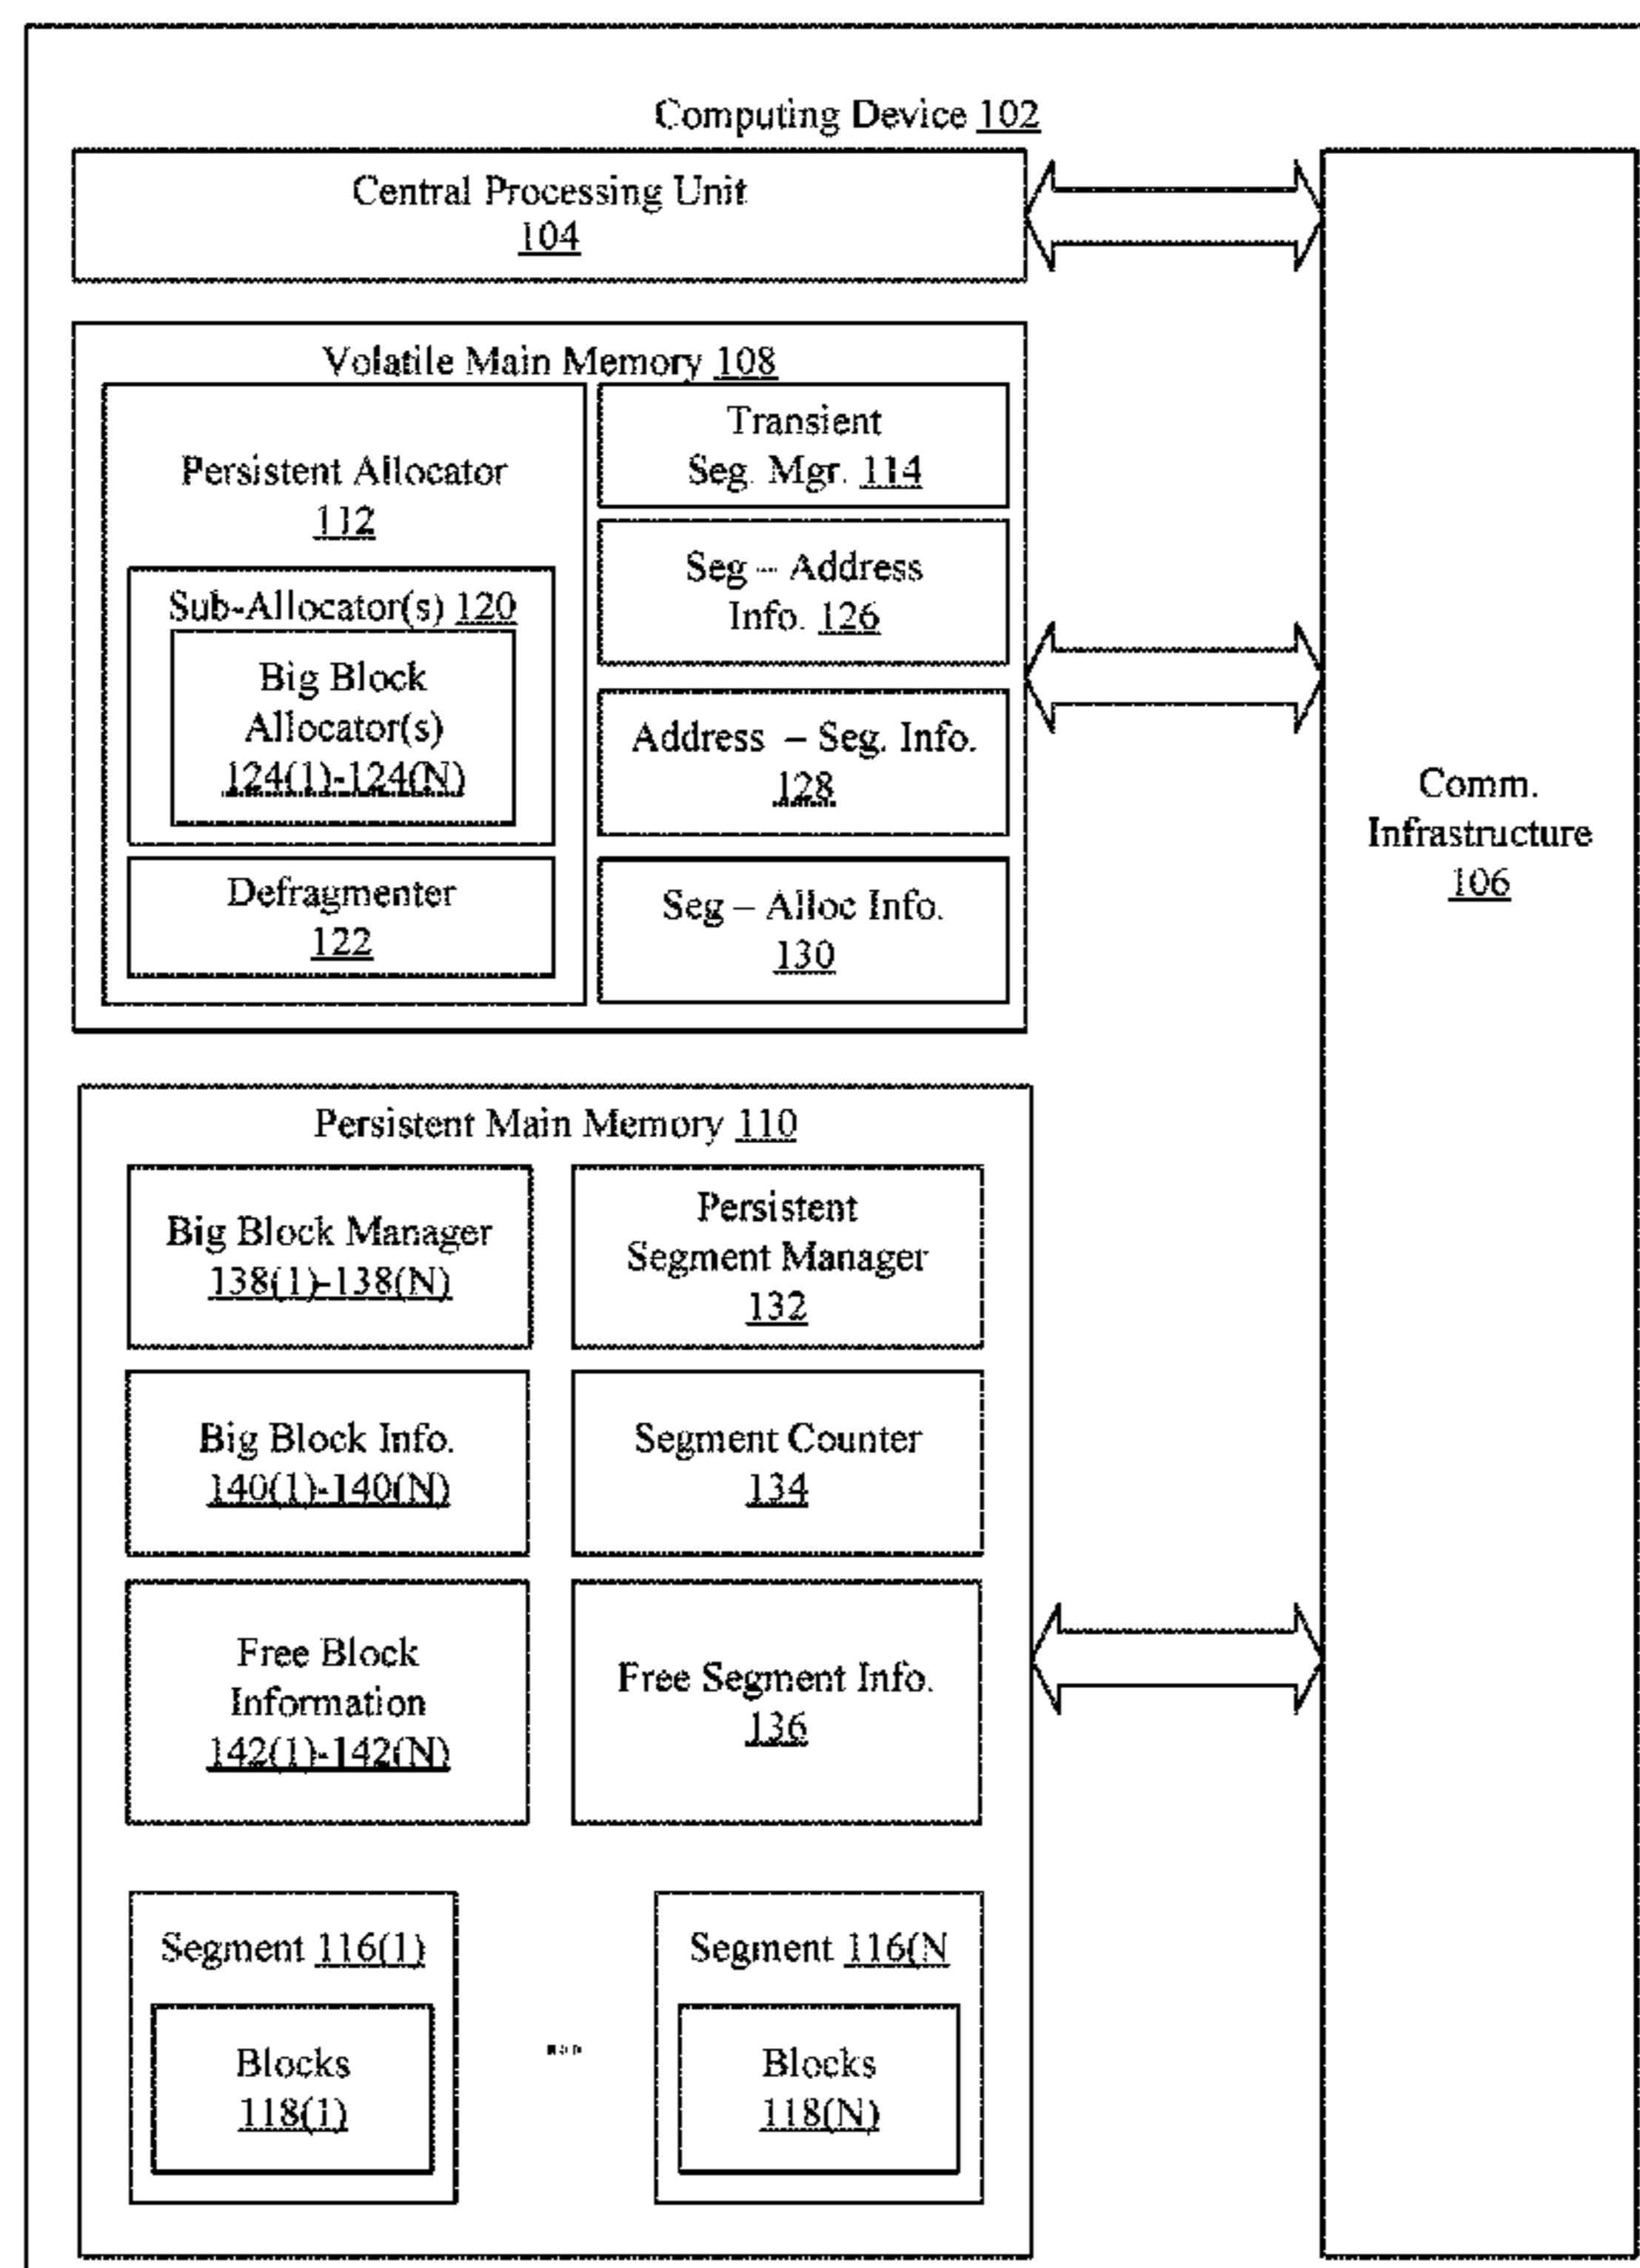 Computing Device 102
Central Processing Unit
104
Volatile Main Memory 108
Persistent Allocator
112
Sub-Allocator(s) 120
Big Block
Allocator(s)
124(1)-124(N)
Defragmenter
122
Transient
Seg. Mgr. 114
Seg – Address
Info. 126
Address – Seg. Info.
128
Seg – Alloc Info.
130
Comm.
Infrastructure
106
Persistent Main Memory 110
Big Block Manager
138(1)-138(N)
Persistent
Segment Manager
132
Big Block Info.
140(1)-140(N)
Segment Counter
134
Free Block
Information
142(1)-142(N)
Free Segment Info.
136
Segment 116(1)
Blocks
118(1)
...
Segment 116(N
Blocks
118(N)